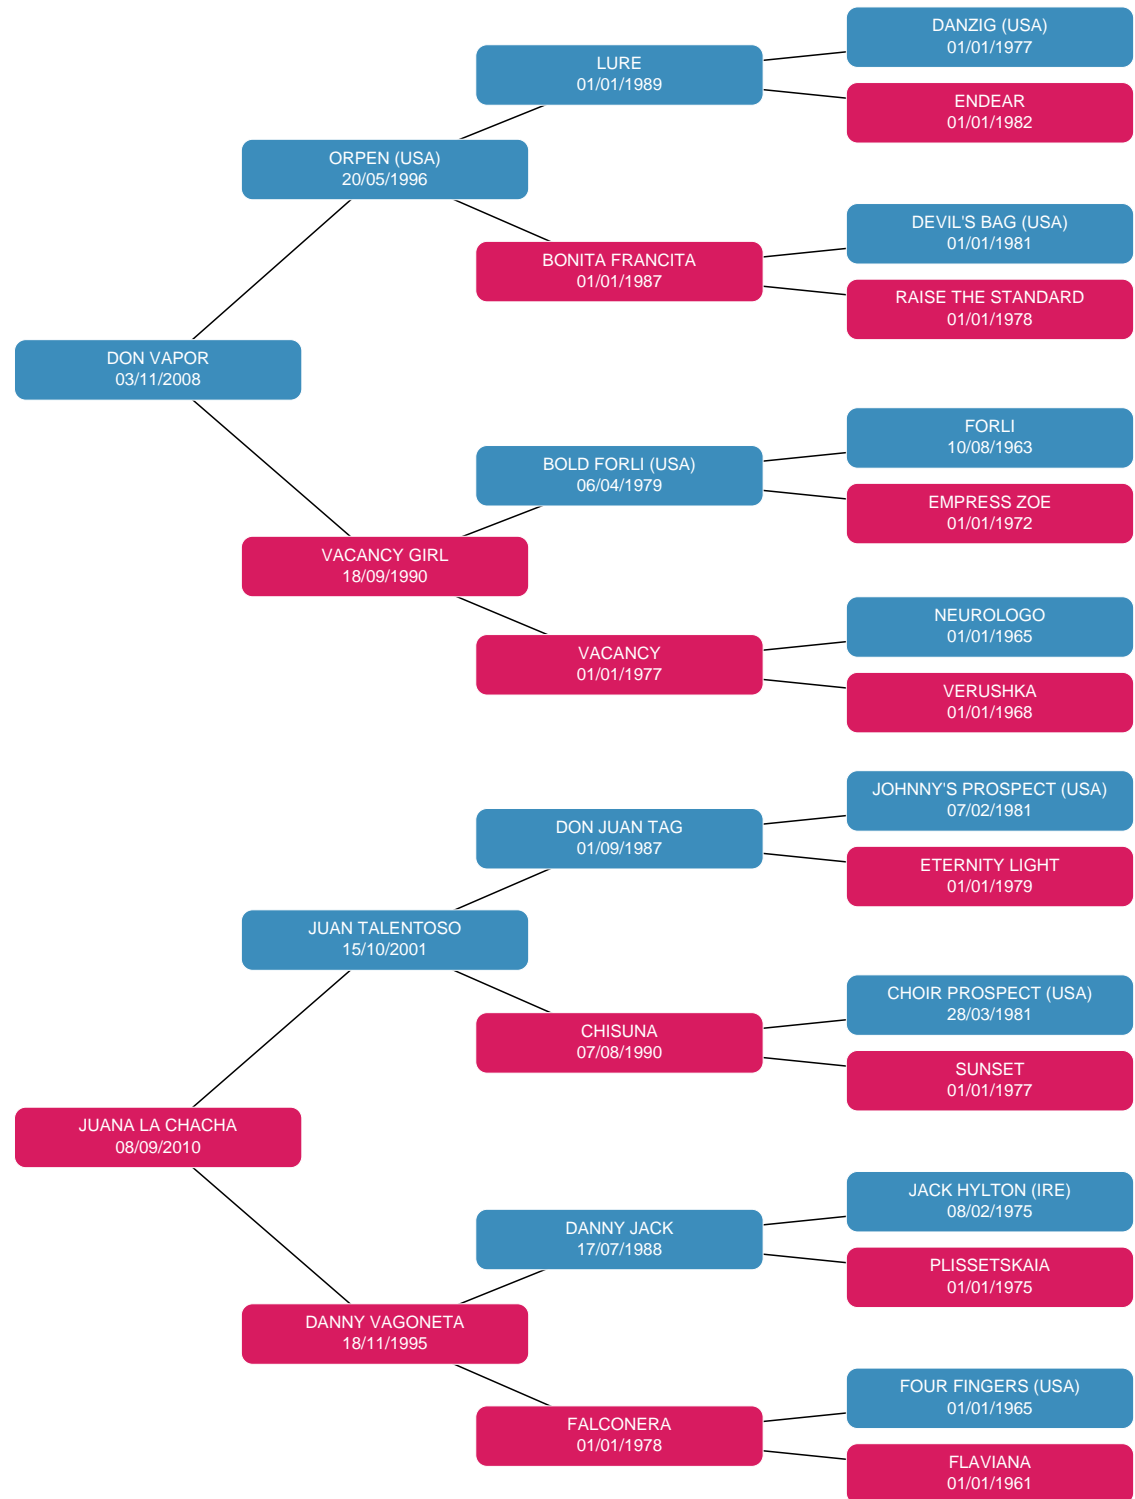 DANZIG (USA)
01/01/1977
LURE
01/01/1989
ENDEAR
01/01/1982
ORPEN (USA)
20/05/1996
DEVIL'S BAG (USA)
01/01/1981
BONITA FRANCITA
01/01/1987
RAISE THE STANDARD
01/01/1978
DON VAPOR
03/11/2008
FORLI
10/08/1963
BOLD FORLI (USA)
06/04/1979
EMPRESS ZOE
01/01/1972
VACANCY GIRL
18/09/1990
NEUROLOGO
01/01/1965
VACANCY
01/01/1977
VERUSHKA
01/01/1968
JOHNNY'S PROSPECT (USA)
07/02/1981
DON JUAN TAG
01/09/1987
ETERNITY LIGHT
01/01/1979
JUAN TALENTOSO
15/10/2001
CHOIR PROSPECT (USA)
28/03/1981
CHISUNA
07/08/1990
SUNSET
01/01/1977
JUANA LA CHACHA
08/09/2010
JACK HYLTON (IRE)
08/02/1975
DANNY JACK
17/07/1988
PLISSETSKAIA
01/01/1975
DANNY VAGONETA
18/11/1995
FOUR FINGERS (USA)
01/01/1965
FALCONERA
01/01/1978
FLAVIANA
01/01/1961